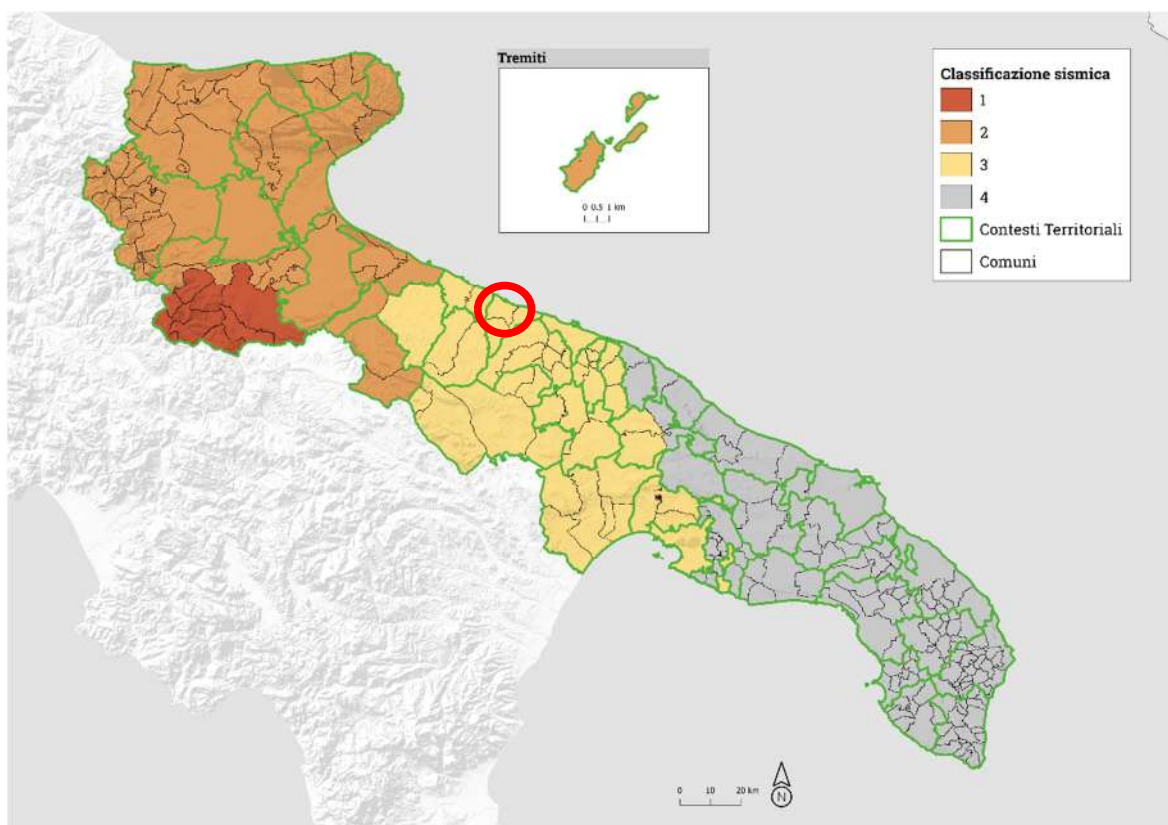 Tremiti
0 0.5 1 km
Classificazione sismica
1
2
3
4
Contesti Territoriali
Comuni
0 10 20 km
N